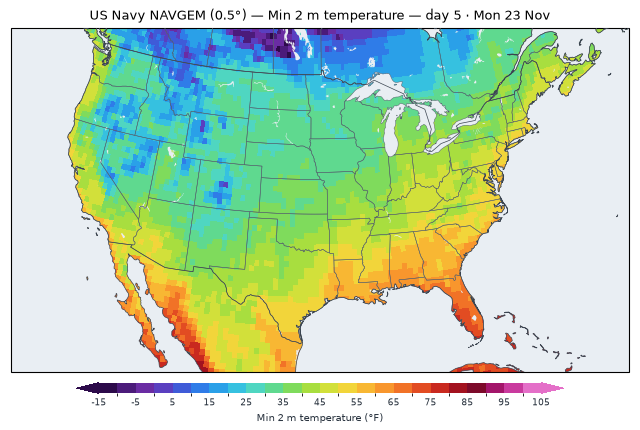 US Navy NAVGEM (0.5°) — Min 2 m temperature — day 5 · Mon 23 Nov
-15 -5 5 15 25 35 45 55 65 75 85 95 105
Min 2 m temperature (°F)